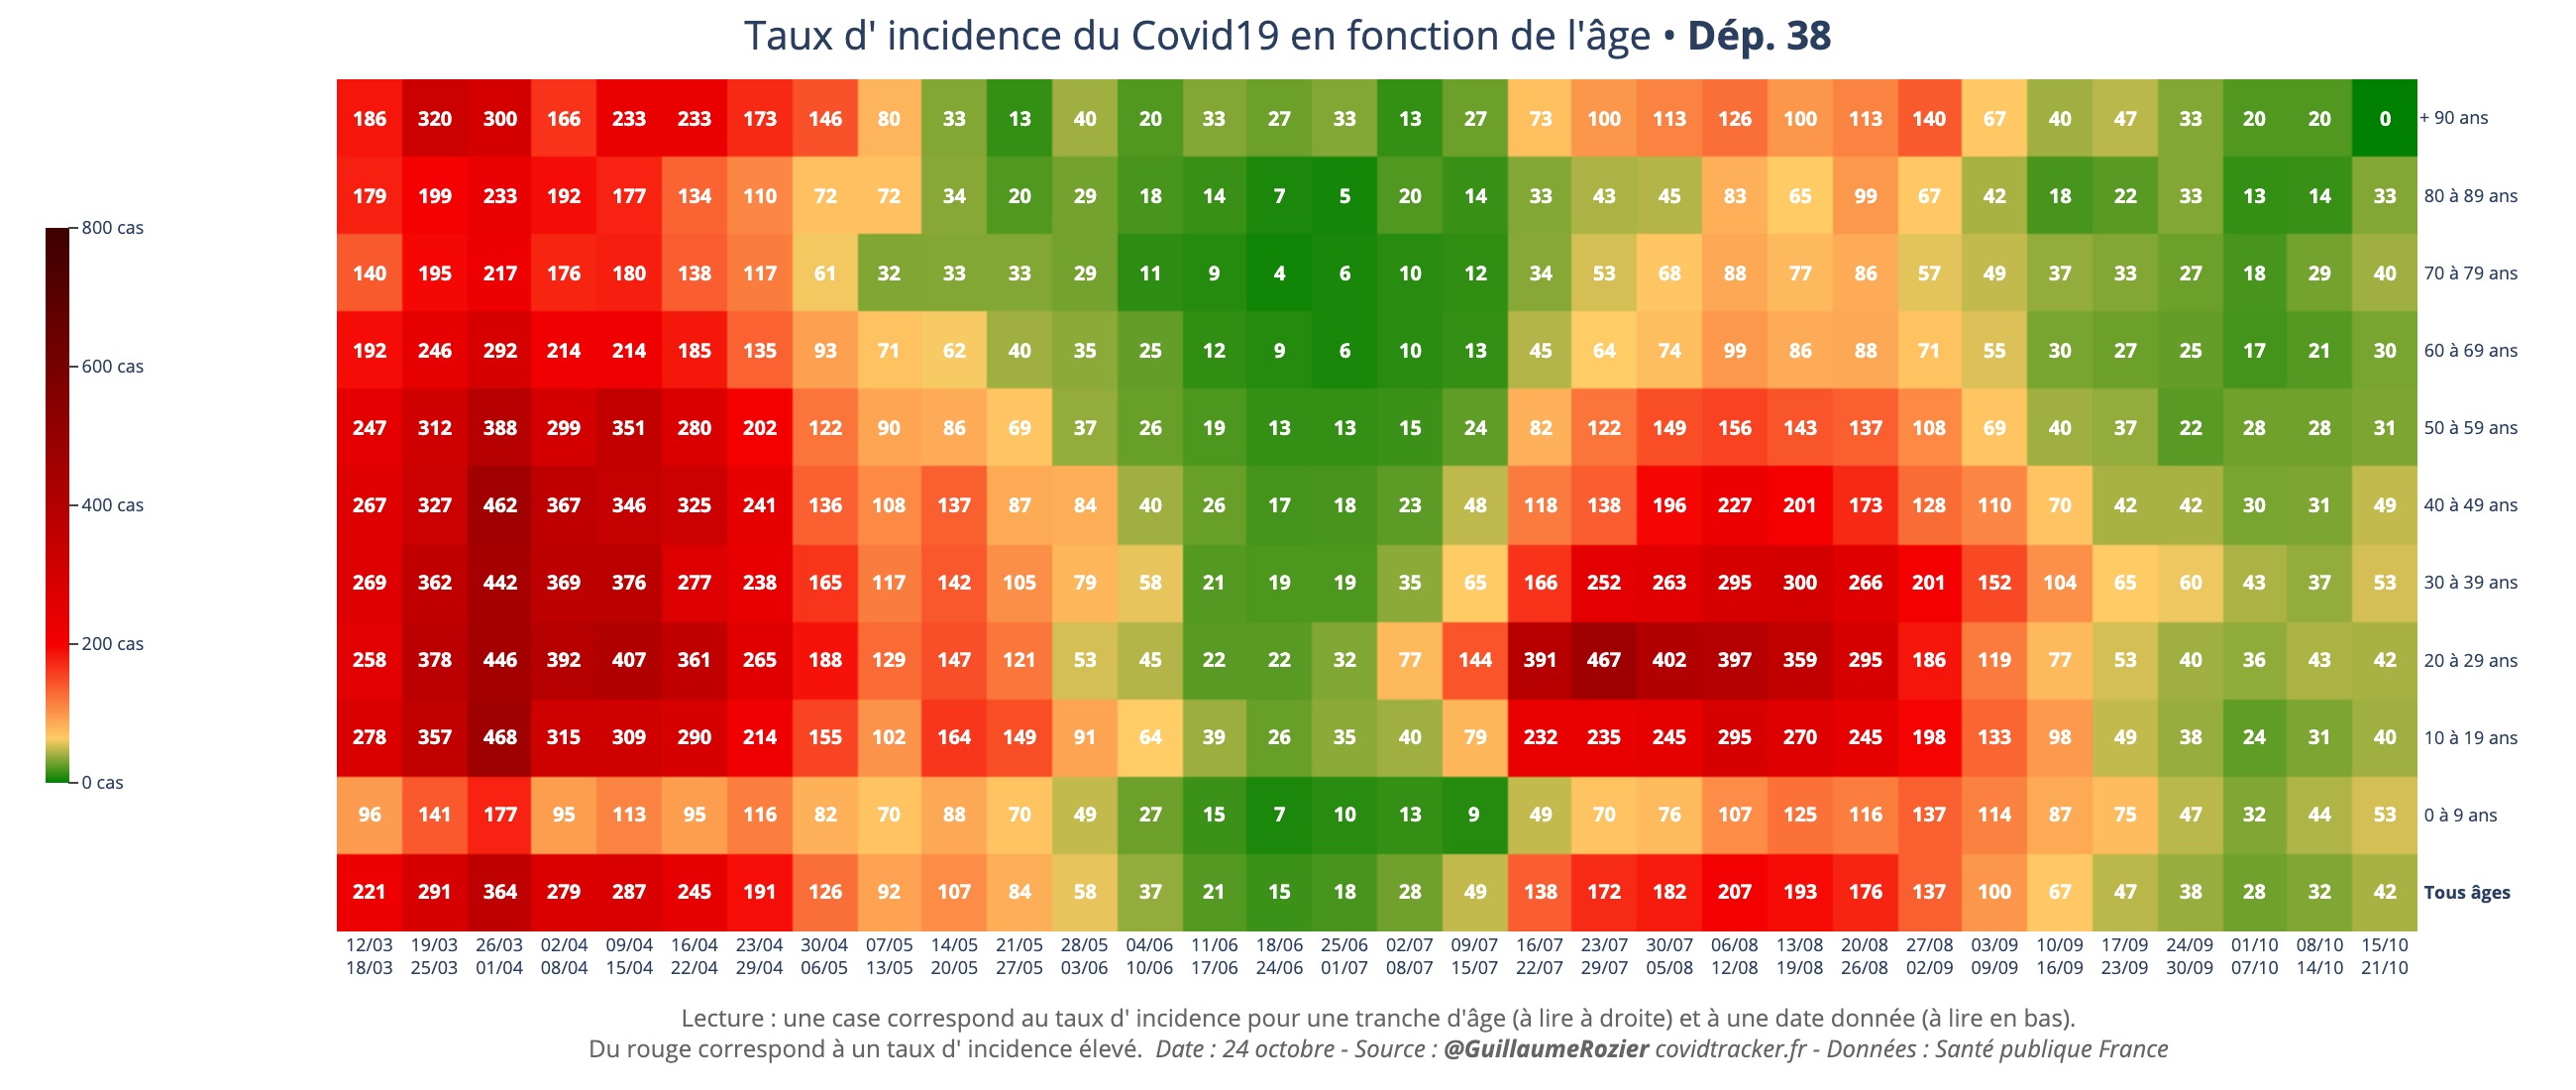 Taux d' incidence du Covid19 en fonction de l'âge • Dép. 38
800 cas
600 cas
400 cas
200 cas
0 cas
186 320 300 166 233 233 173 146 80 33 13 40 20 33 27 33 13 27 73 100 113 126 100 113 140 67 40 47 33 20 20 0 + 90 ans
179 199 233 192 177 134 110 72 72 34 20 29 18 14 7 5 20 14 33 43 45 83 65 99 67 42 18 22 33 13 14 33 80 à 89 ans
140 195 217 176 180 138 117 61 32 33 33 29 11 9 4 6 10 12 34 53 68 88 77 86 57 49 37 33 27 18 29 40 70 à 79 ans
192 246 292 214 214 185 135 93 71 62 40 35 25 12 9 6 10 13 45 64 74 99 86 88 71 55 30 27 25 17 21 30 60 à 69 ans
247 312 388 299 351 280 202 122 90 86 69 37 26 19 13 13 15 24 82 122 149 156 143 137 108 69 40 37 22 28 28 31 50 à 59 ans
267 327 462 367 346 325 241 136 108 137 87 84 40 26 17 18 23 48 118 138 196 227 201 173 128 110 70 42 42 30 31 49 40 à 49 ans
269 362 442 369 376 277 238 165 117 142 105 79 58 21 19 19 35 65 166 252 263 295 300 266 201 152 104 65 60 43 37 53 30 à 39 ans
258 378 446 392 407 361 265 188 129 147 121 53 45 22 22 32 77 144 391 467 402 397 359 295 186 119 77 53 40 36 43 42 20 à 29 ans
278 357 468 315 309 290 214 155 102 164 149 91 64 39 26 35 40 79 232 235 245 295 270 245 198 133 98 49 38 24 31 40 10 à 19 ans
96 141 177 95 113 95 116 82 70 88 70 49 27 15 7 10 13 9 49 70 76 107 125 116 137 114 87 75 47 32 44 53 0 à 9 ans
221 291 364 279 287 245 191 126 92 107 84 58 37 21 15 18 28 49 138 172 182 207 193 176 137 100 67 47 38 28 32 42 Tous âges
12/03 19/03 26/03 02/04 09/04 16/04 23/04 30/04 07/05 14/05 21/05 28/05 04/06 11/06 18/06 25/06 02/07 09/07 16/07 23/07 30/07 06/08 13/08 20/08 27/08 03/09 10/09 17/09 24/09 01/10 08/10 15/10
18/03 25/03 01/04 08/04 15/04 22/04 29/04 06/05 13/05 20/05 27/05 03/06 10/06 17/06 24/06 01/07 08/07 15/07 22/07 29/07 05/08 12/08 19/08 26/08 02/09 09/09 16/09 23/09 30/09 07/10 14/10 21/10
Lecture : une case correspond au taux d' incidence pour une tranche d'âge (à lire à droite) et à une date donnée (à lire en bas).
Du rouge correspond à un taux d' incidence élevé. Date : 24 octobre - Source : @GuillaumeRozier covidtracker.fr - Données : Santé publique France